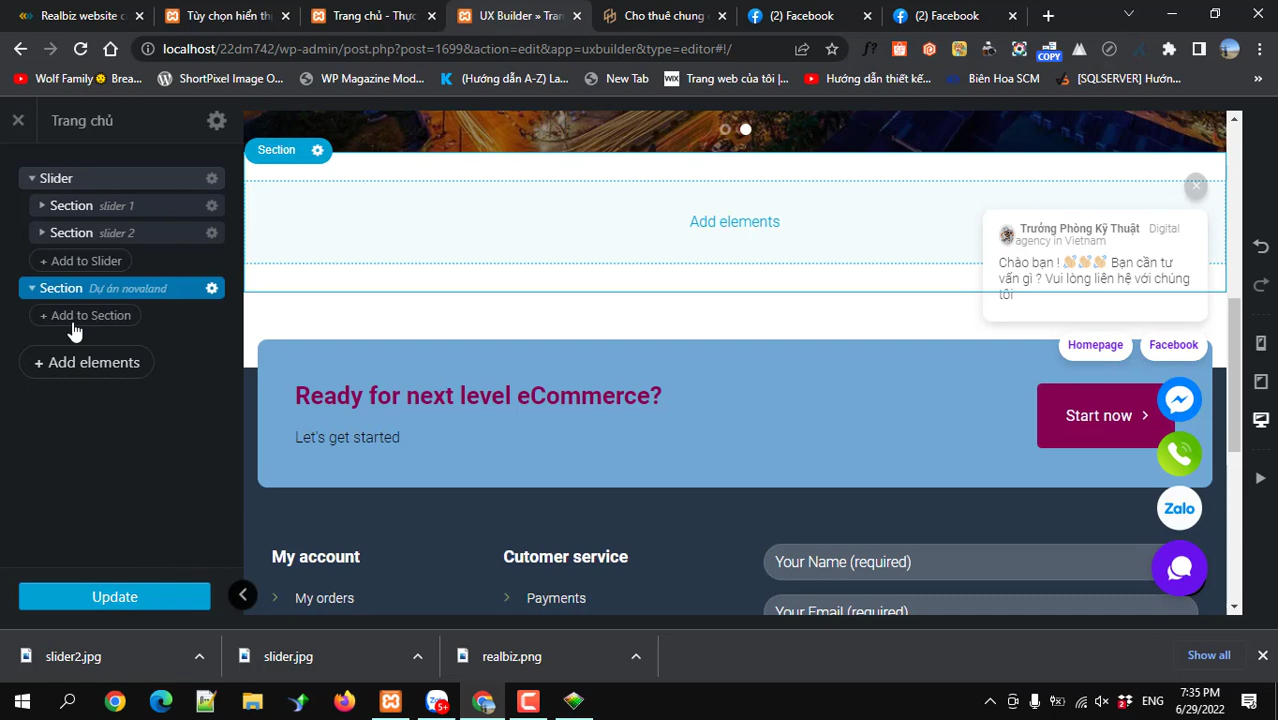 Realbiz website c
Tùy chọn hiển th
Trang chủ - Thực
UX Builder » Tran
Cho thuê chung
(3) Facebook
(2) Facebook
localhost/22dm742/wp-admin/post.php?post=1699&action=edit&app=uxbuilder&type=editor#!/
COPY
Wolf Family Brea...
ShortPixel Image O...
WP Magazine Mod...
(Hướng dẫn A-Z) La...
New Tab
WIX
Trang web của tôi |...
Hướng dẫn thiết kế...
Biên Hoa SCM
[SQLSERVER] Hướn...
Trang chủ
Slider
Section slider 1
Section slider 2
+ Add to Slider
Section Dự án novaland
+ Add to Section
+ Add elements
Update
Section
Add elements
Trưởng Phòng Kỹ Thuật Digital
agency in Vietnam
Chào bạn ! 👋👋👋 Bạn cần tư
vấn gì ? Vui lòng liên hệ với chúng
tôi
Homepage
Facebook
Ready for next level eCommerce?
Let's get started
Start now
Zalo
My account
Cutomer service
Your Name (required)
My orders
Payments
Your Email (required)
slider2.jpg
slider.jpg
realbiz.png
Show all
5+
ENG
7:35 PM
6/29/2022